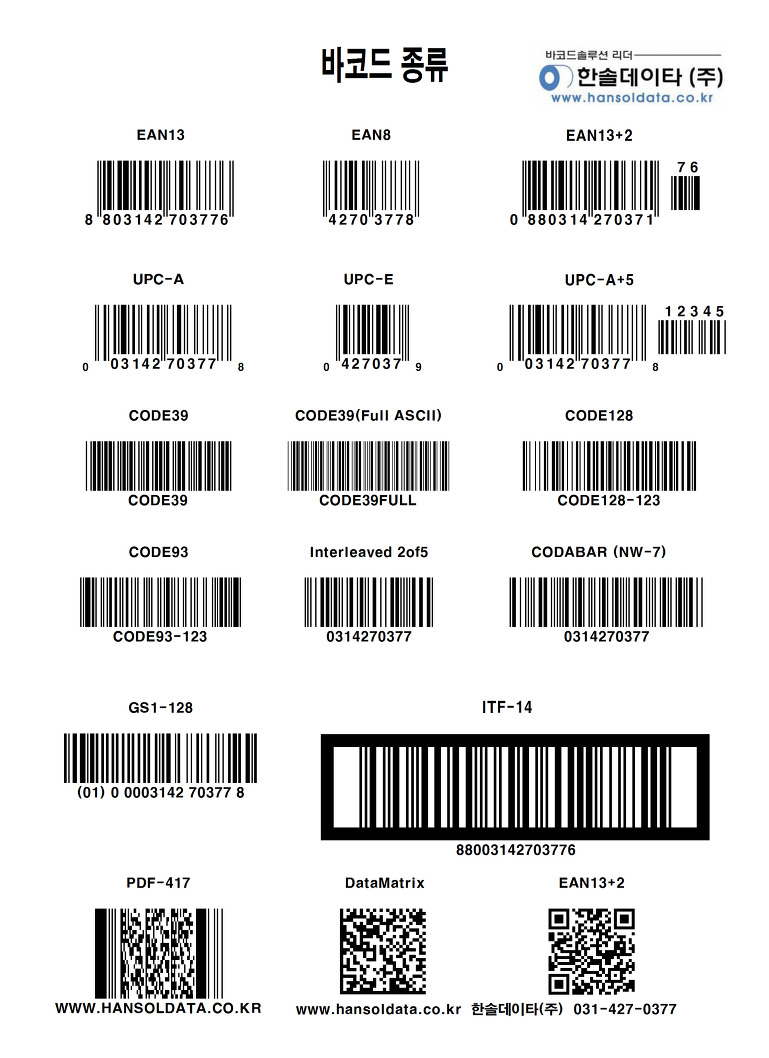 바코드 종류
바코드솔루션 리더
한솔데이타 (주)
www.hansoldata.co.kr
EAN13 EAN8 EAN13+2
76
8 803142 703776 4270 3778 0 880314 270371
UPC-A UPC-E UPC-A+5
12345
0 03142 70377 8 0 427037 9 0 03142 70377 8
CODE39 CODE39(Full ASCII) CODE128
CODE39 CODE39FULL CODE128-123
CODE93 Interleaved 2of5 CODABAR (NW-7)
CODE93-123 0314270377 0314270377
GS1-128 ITF-14
(01) 0 0003142 70377 8
88003142703776
PDF-417 DataMatrix EAN13+2
WWW.HANSOLDATA.CO.KR www.hansoldata.co.kr 한솔데이타(주) 031-427-0377